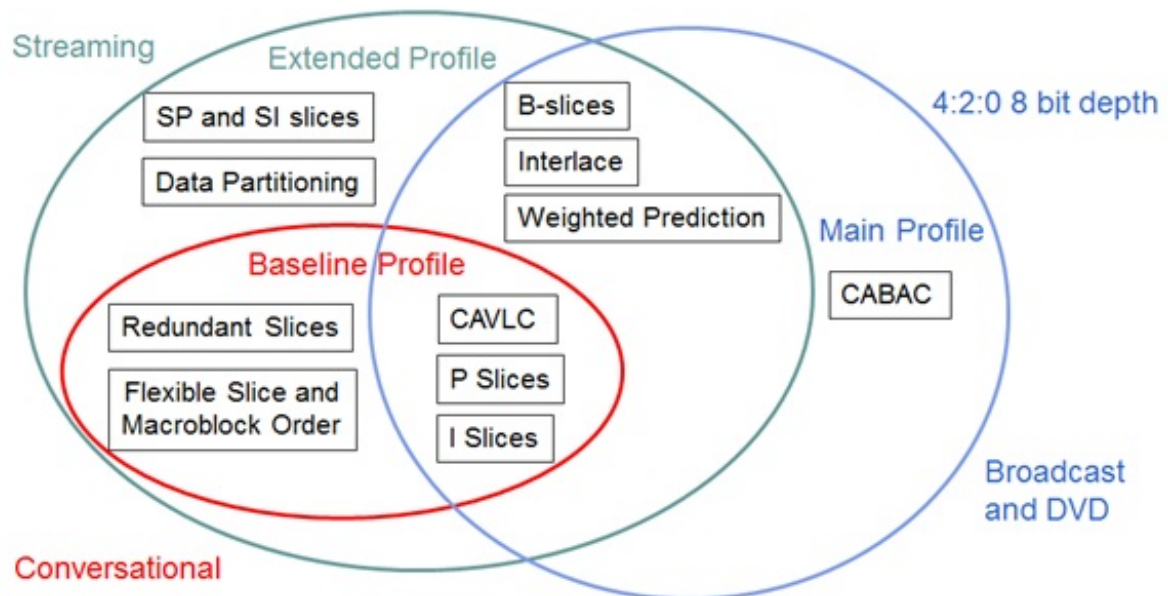 Streaming
Extended Profile
SP and SI slices
Data Partitioning
B-slices
Interlace
Weighted Prediction
4:2:0 8 bit depth
Main Profile
CABAC
Baseline Profile
Redundant Slices
Flexible Slice and
Macroblock Order
CAVLC
P Slices
I Slices
Broadcast
and DVD
Conversational